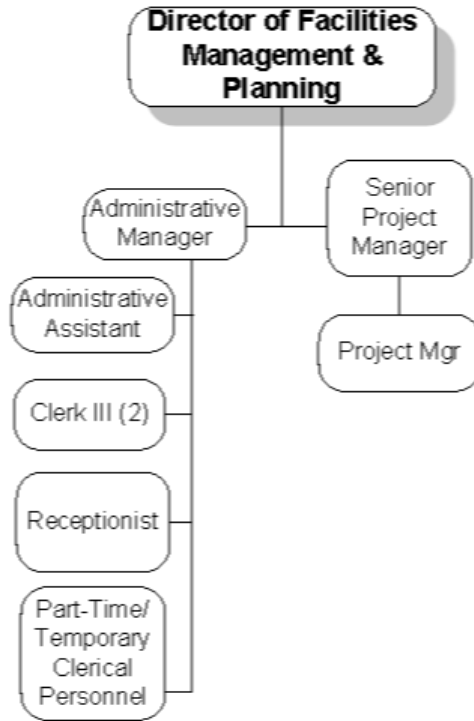 Director of Facilities
Management &
Planning
Administrative
Manager
Senior
Project
Manager
Administrative
Assistant
Project Mgr
Clerk III (2)
Receptionist
Part-Time/
Temporary
Clerical
Personnel